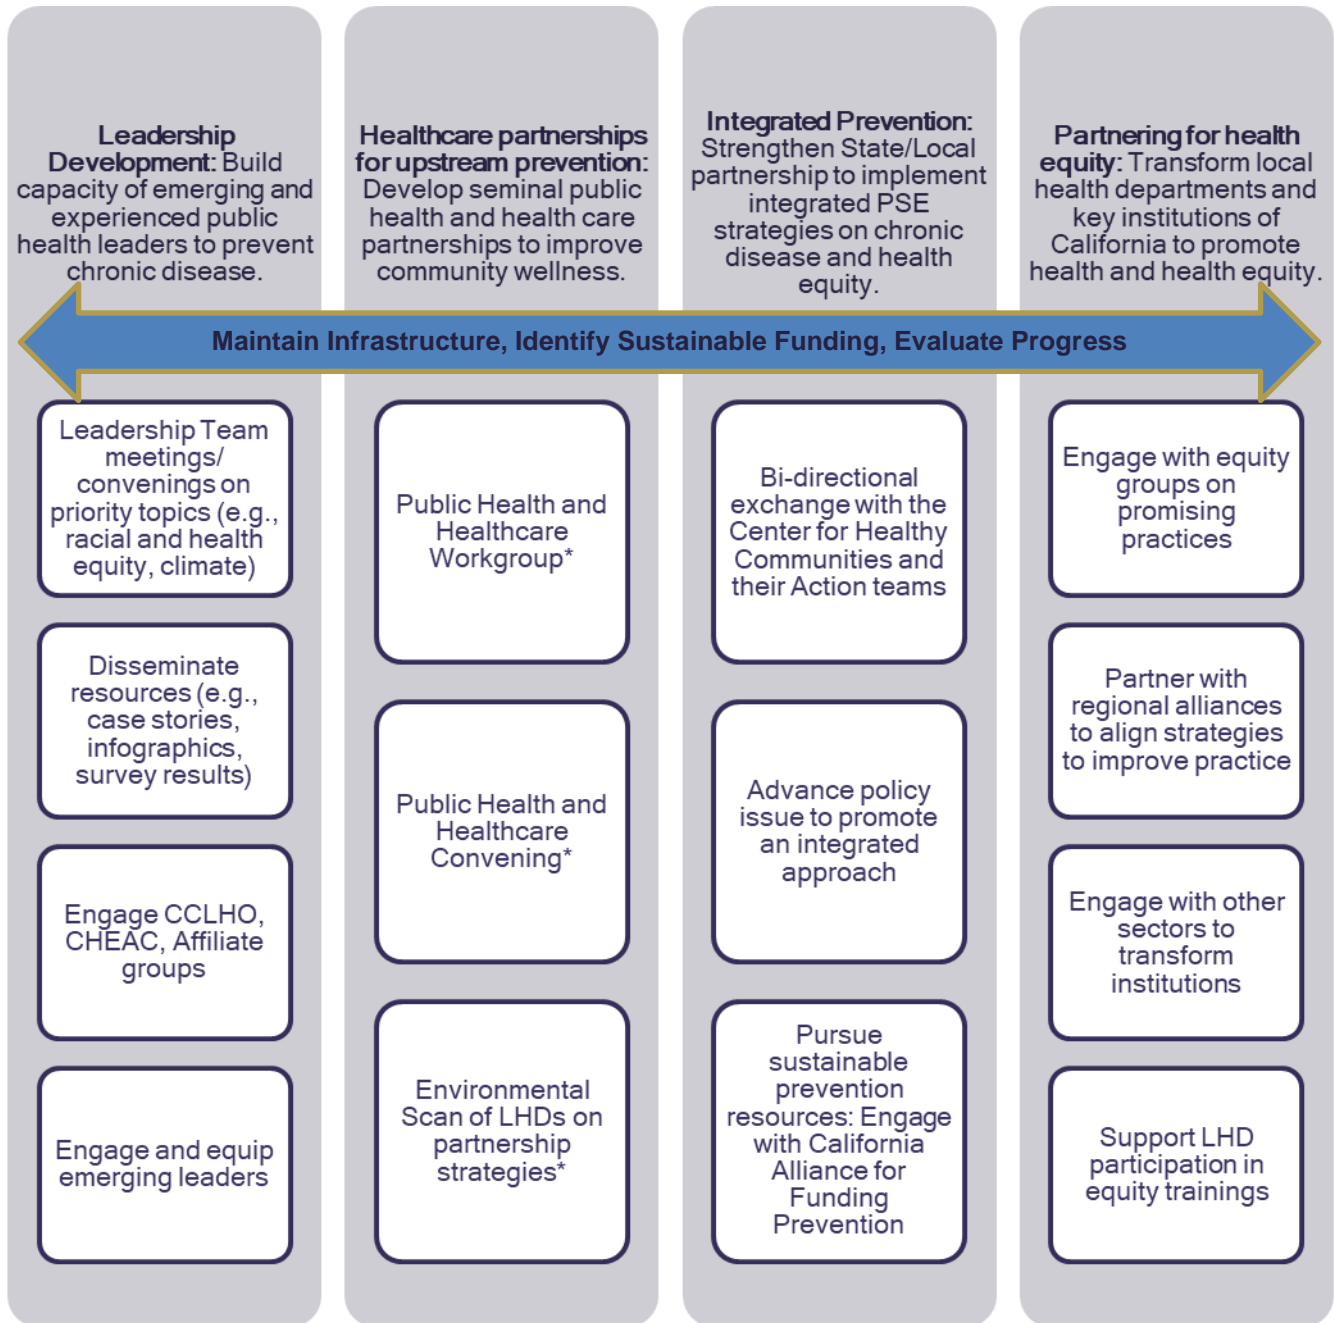 Leadership
Development: Build
capacity of emerging and
experienced public
health leaders to prevent
chronic disease.
Healthcare partnerships
for upstream prevention:
Develop seminal public
health and health care
partnerships to improve
community wellness.
Integrated Prevention:
Strengthen State/Local
partnership to implement
integrated PSE
strategies on chronic
disease and health
equity.
Partnering for health
equity: Transform local
health departments and
key institutions of
California to promote
health and health equity.
Maintain Infrastructure, Identify Sustainable Funding, Evaluate Progress
Leadership Team
meetings/
convenings on
priority topics (e.g.,
racial and health
equity, climate)
Disseminate
resources (e.g.,
case stories,
infographics,
survey results)
Engage CCLHO,
CHEAC, Affiliate
groups
Engage and equip
emerging leaders
Public Health and
Healthcare
Workgroup*
Public Health and
Healthcare
Convening*
Environmental
Scan of LHDs on
partnership
strategies*
Bi-directional
exchange with the
Center for Healthy
Communities and
their Action teams
Advance policy
issue to promote
an integrated
approach
Pursue
sustainable
prevention
resources: Engage
with California
Alliance for
Funding
Prevention
Engage with equity
groups on
promising
practices
Partner with
regional alliances
to align strategies
to improve practice
Engage with other
sectors to
transform
institutions
Support LHD
participation in
equity trainings